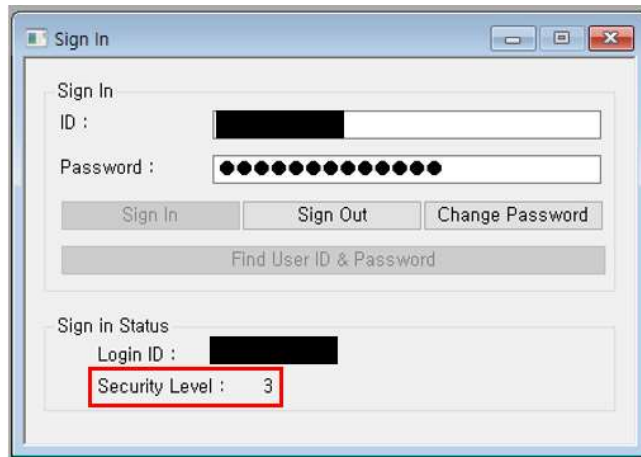 Sign In
Sign In
ID :
Password : ●●●●●●●●●●●●●
Sign In Sign Out Change Password
Find User ID & Password
Sign in Status
Login ID :
Security Level : 3